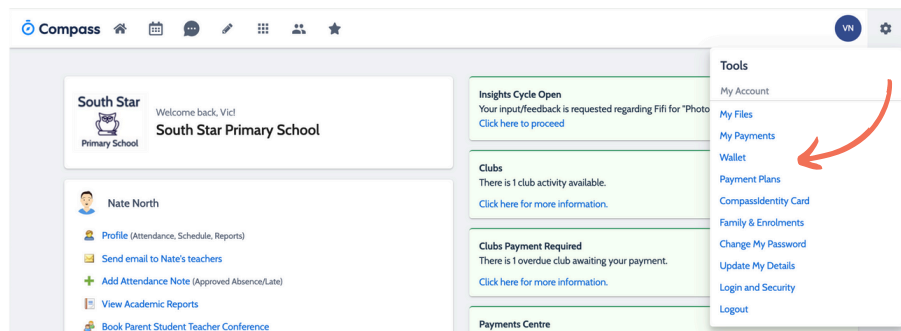 Compass
VN
South Star
Primary School
Welcome back, Vic!
South Star Primary School
Nate North
Profile (Attendance, Schedule, Reports)
Send email to Nate's teachers
Add Attendance Note (Approved Absence/Late)
View Academic Reports
Book Parent Student Teacher Conference
Insights Cycle Open
Your input/feedback is requested regarding Fifi for "Photo
Click here to proceed
Clubs
There is 1 club activity available.
Click here for more information.
Clubs Payment Required
There is 1 overdue club awaiting your payment.
Click here for more information.
Payments Centre
Tools
My Account
My Files
My Payments
Wallet
Payment Plans
CompassIdentity Card
Family & Enrolments
Change My Password
Update My Details
Login and Security
Logout